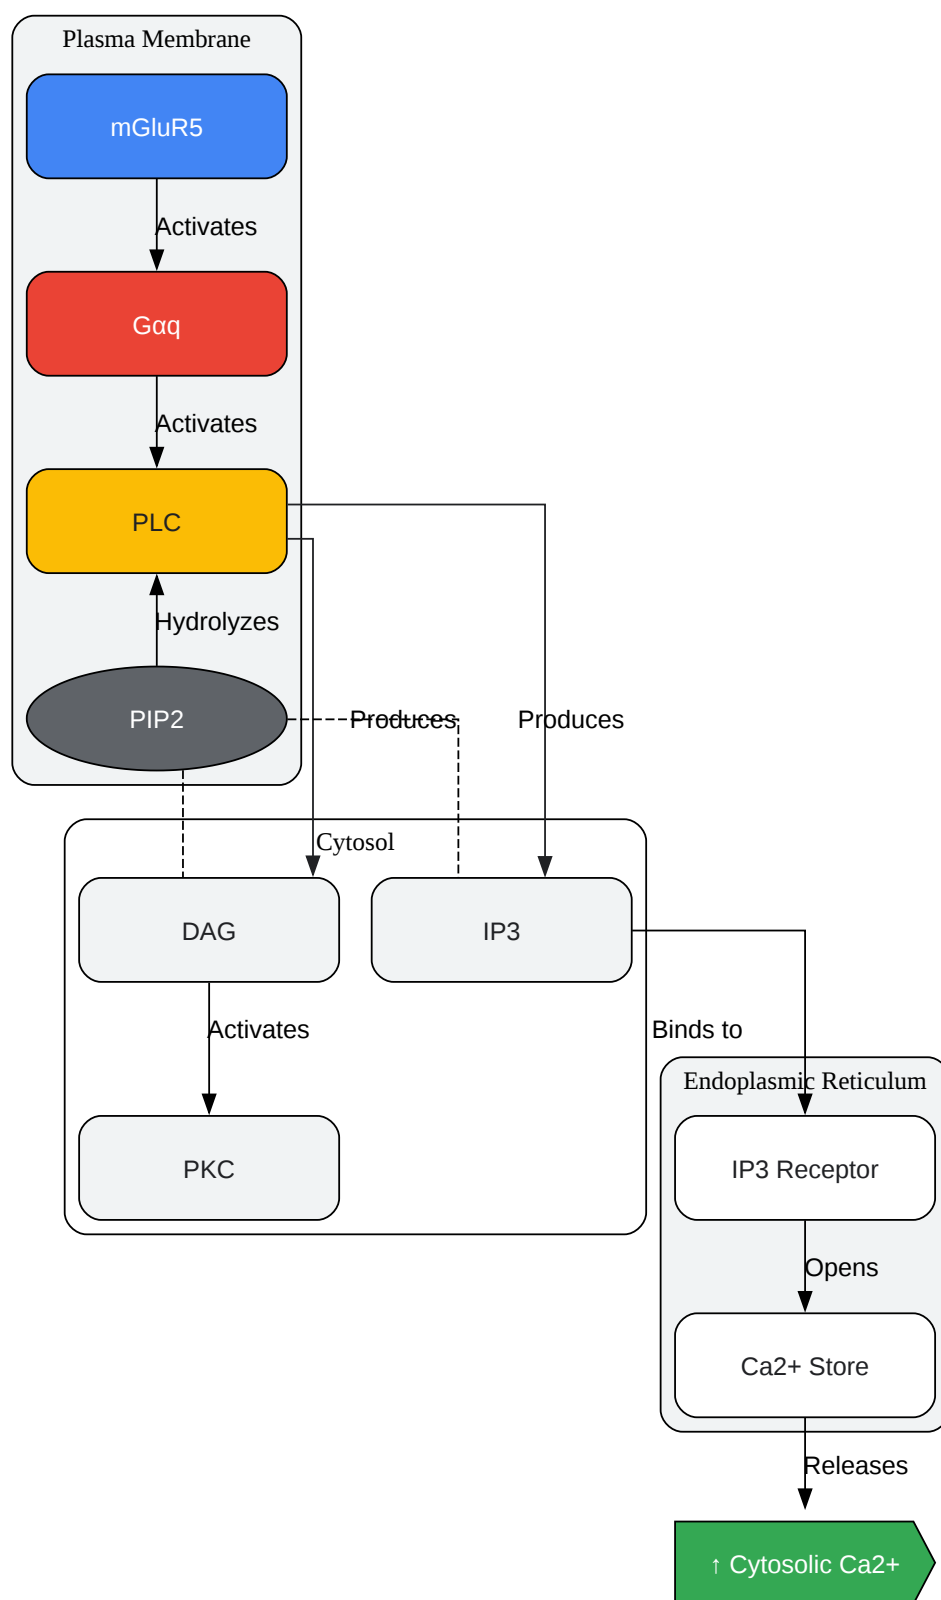 Plasma Membrane
mGluR5
Activates
Gαq
Activates
PLC
Hydrolyzes
PIP2
Produces
Produces
Cytosol
DAG
IP3
Activates
Binds to
Endoplasmic Reticulum
PKC
IP3 Receptor
Opens
Ca2+ Store
Releases
↑ Cytosolic Ca2+